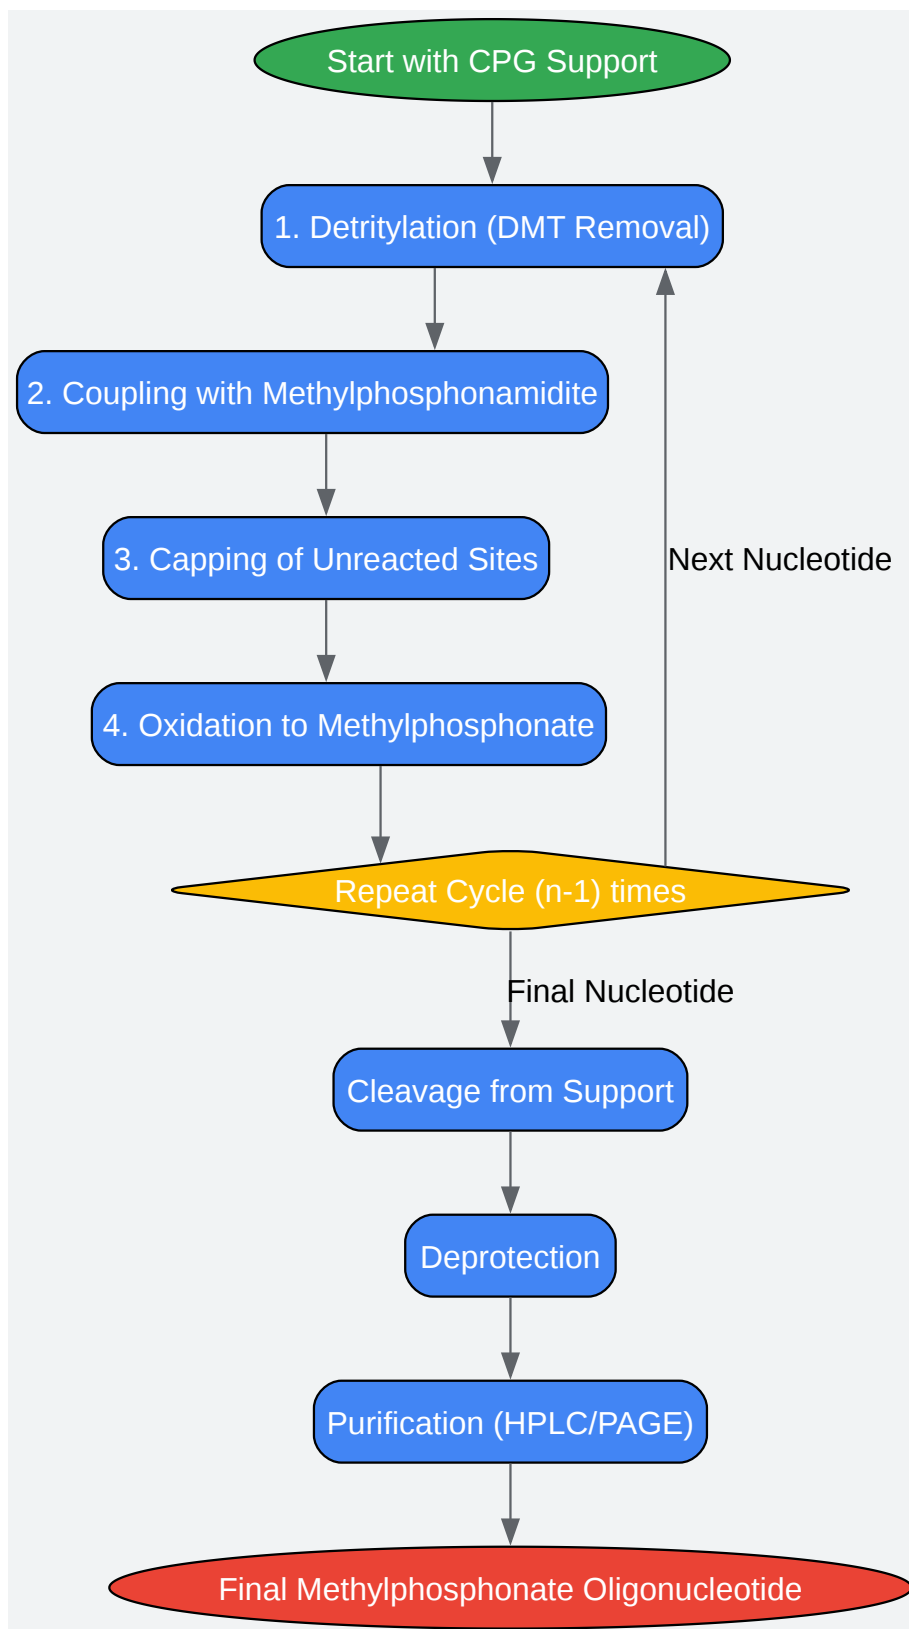 Start with CPG Support
1. Detritylation (DMT Removal)
2. Coupling with Methylphosphonamidite
3. Capping of Unreacted Sites
Next Nucleotide
4. Oxidation to Methylphosphonate
Repeat Cycle (n-1) times
Final Nucleotide
Cleavage from Support
Deprotection
Purification (HPLC/PAGE)
Final Methylphosphonate Oligonucleotide